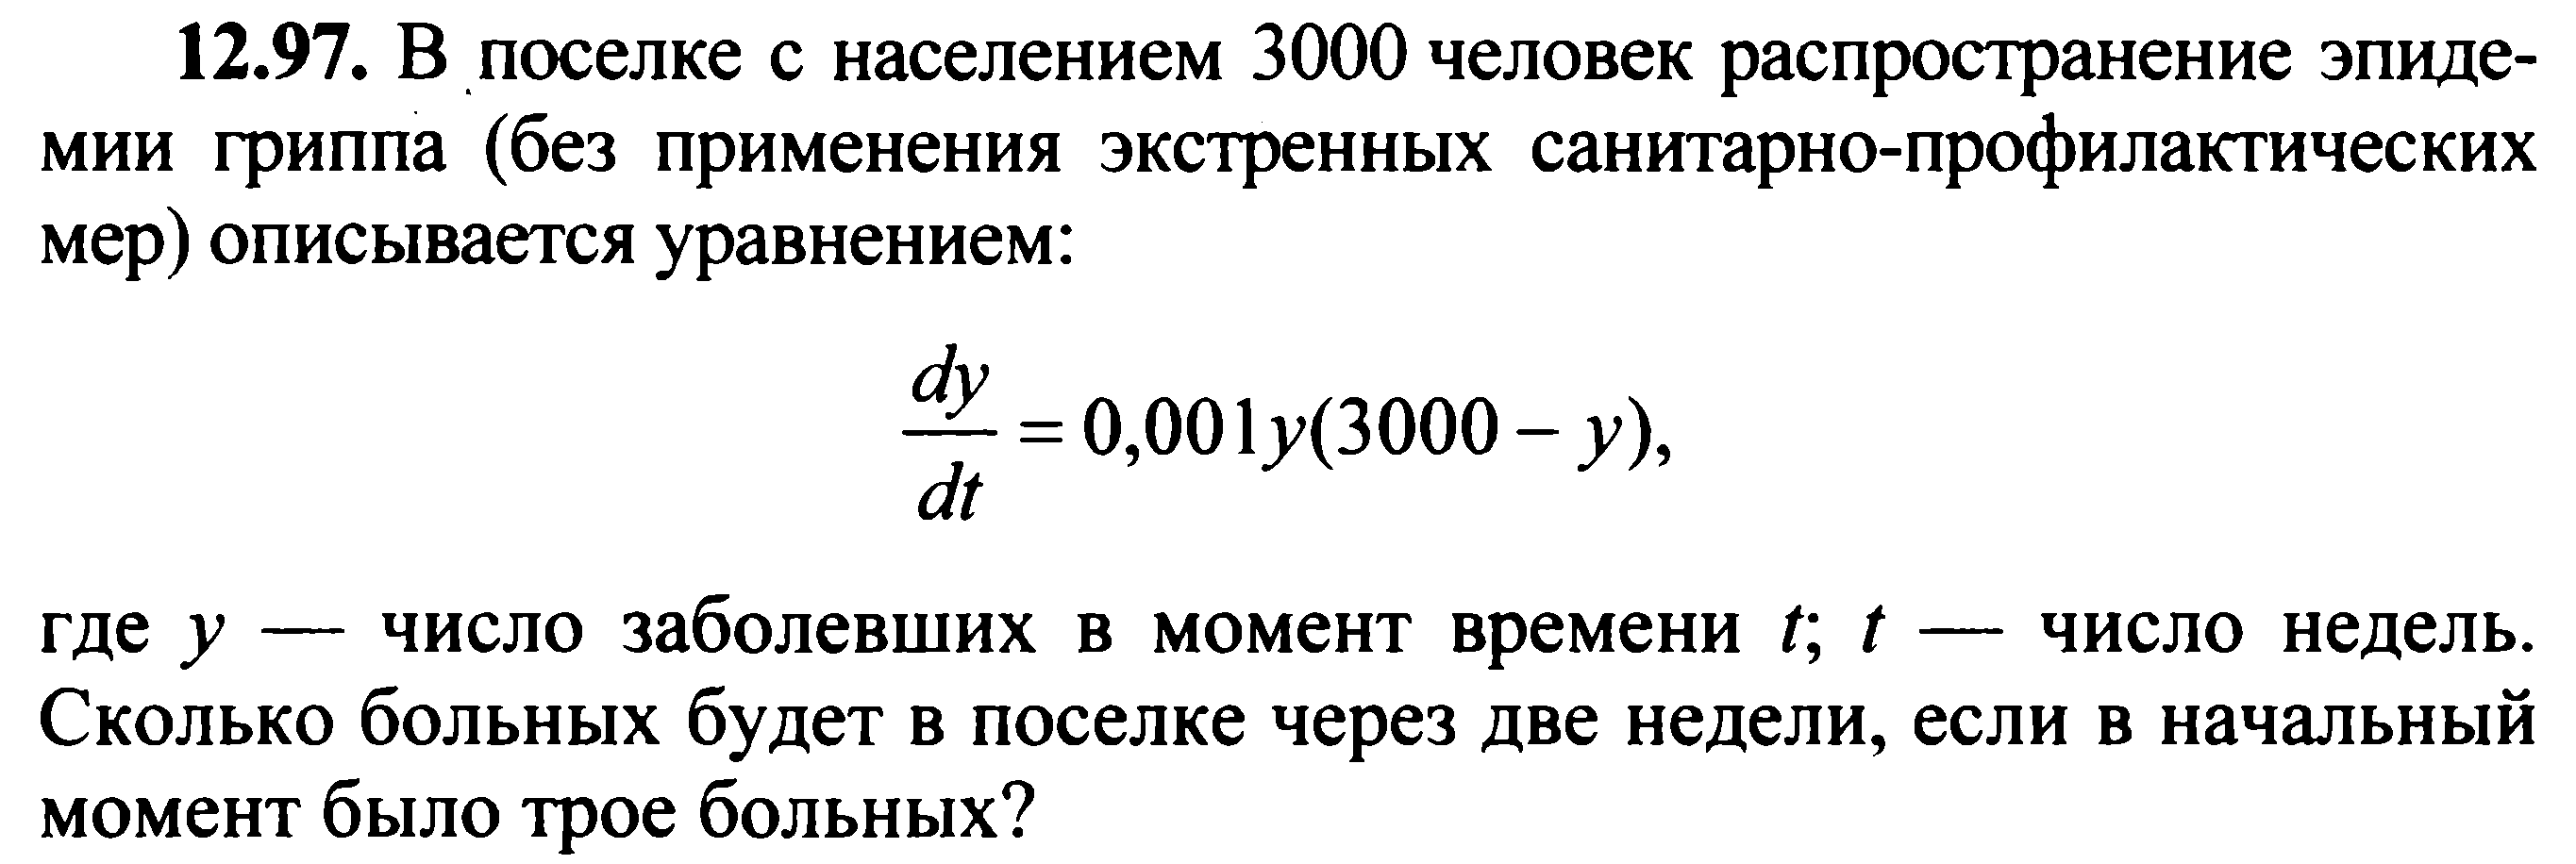 12.97. В поселке с населением 3000 человек распространение эпиде-
мии гриппа (без применения экстренных санитарно-профилактических
мер) описывается уравнением:
dy/dt = 0,001y(3000 − y),
где y — число заболевших в момент времени t; t — число недель.
Сколько больных будет в поселке через две недели, если в начальный
момент было трое больных?